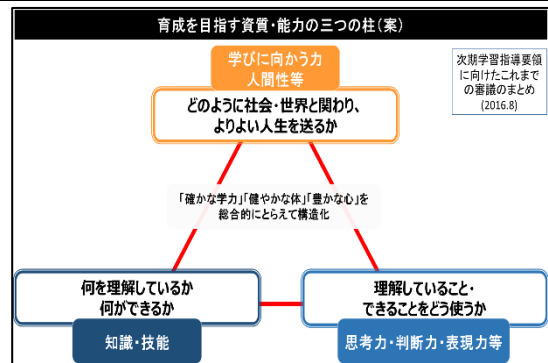 育成を目指す資質・能力の三つの柱(案)
学びに向かう力
人間性等
どのように社会・世界と関わり、
よりよい人生を送るか
次期学習指導要領
に向けたこれまで
の審議のまとめ
(2016.8)
「確かな学力」「健やかな体」「豊かな心」を
総合的にとらえて構造化
何を理解しているか
何ができるか
知識・技能
理解していること・
できることをどう使うか
思考力・判断力・表現力等